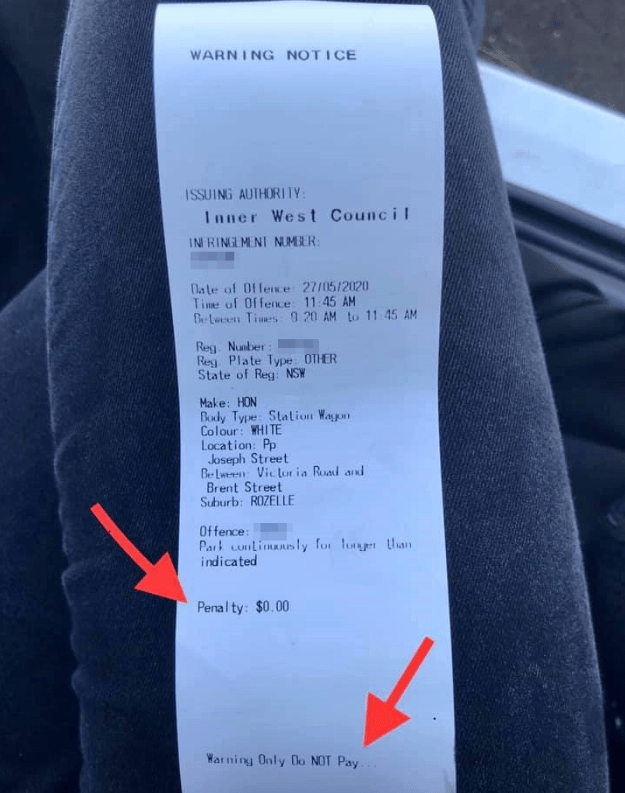 WARNING NOTICE
ISSUING AUTHORITY:
Inner West Council
INFRINGEMENT NUMBER:
Date of Offence: 27/05/2020
Time of Offence: 11:45 AM
Between Times: 9:20 AM to 11:45 AM
Reg. Number:
Reg. Plate Type: OTHER
State of Reg: NSW
Make: HON
Body Type: Station Wagon
Colour: WHITE
Location: Pp
Joseph Street
Between: Victoria Road and
Brent Street
Suburb: ROZELLE
Offence:
Park continuously for longer than
indicated
Penalty: $0.00
Warning Only Do NOT Pay...